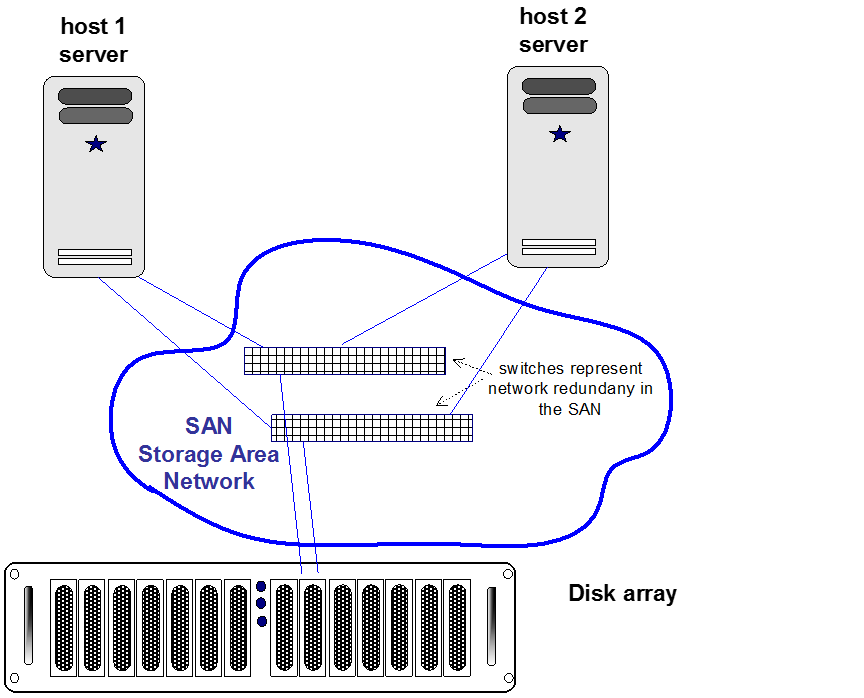 host 1
server
host 2
server
switches represent
network redundany in
the SAN
SAN
Storage Area
Network
Disk array